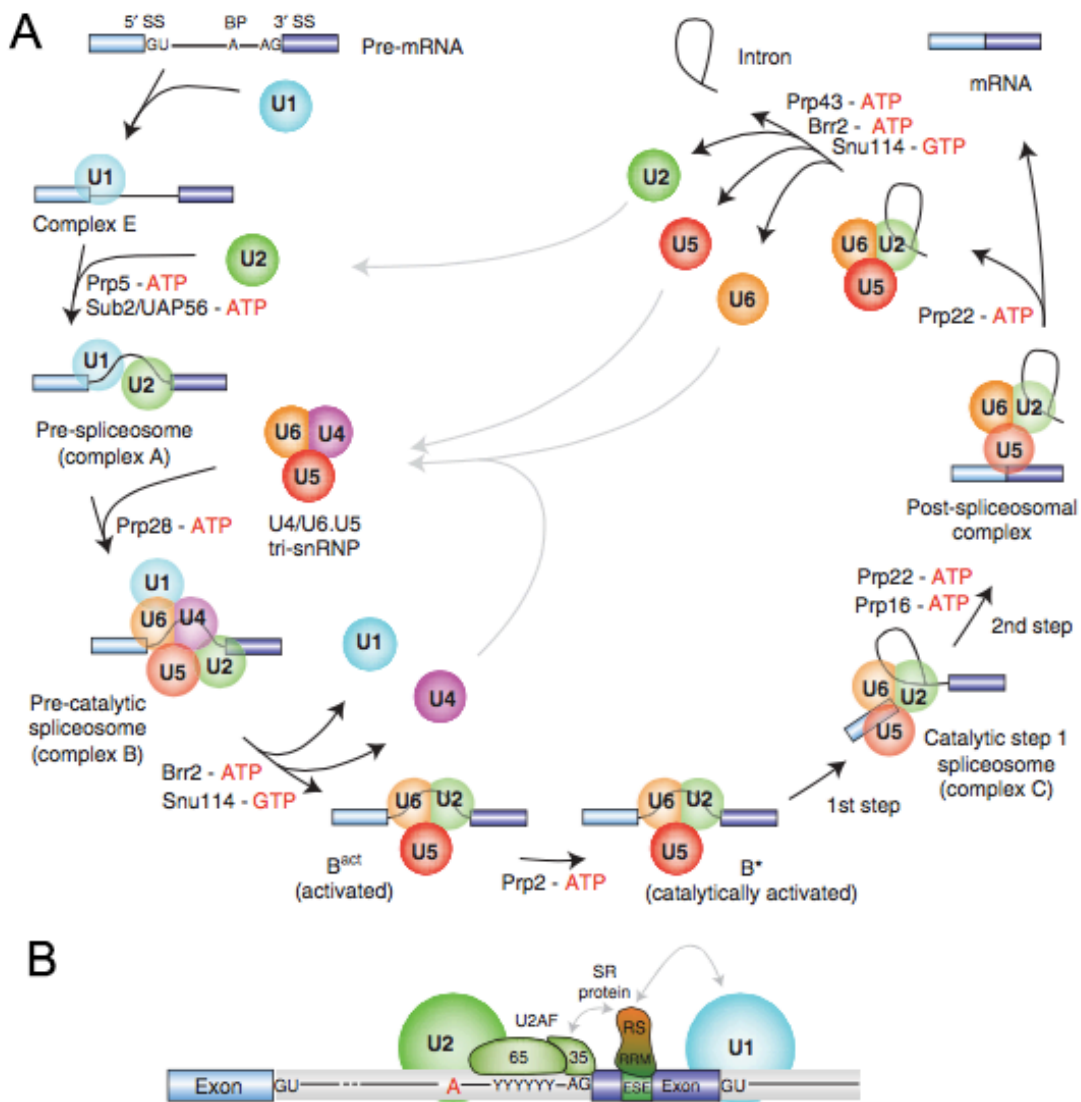 A
5′ SS
BP
3′ SS
GU
A
AG
Pre-mRNA
U1
U1
Complex E
U2
Prp5 - ATP
Sub2/UAP56 - ATP
U1
U2
Pre-spliceosome
(complex A)
U6
U4
U5
U4/U6.U5
tri-snRNP
Prp28 - ATP
U1
U6
U4
U5
U2
Pre-catalytic
spliceosome
(complex B)
U1
U4
Brr2 - ATP
Snu114 - GTP
U6
U2
U5
Bact
(activated)
Prp2 - ATP
U6
U2
U5
B*
(catalytically activated)
1st step
U6
U2
U5
Catalytic step 1
spliceosome
(complex C)
Prp22 - ATP
Prp16 - ATP
2nd step
U6
U2
U5
Post-spliceosomal
complex
Prp22 - ATP
mRNA
U6
U2
U5
Intron
Prp43 - ATP
Brr2 - ATP
Snu114 - GTP
U2
U5
U6
B
SR
protein
U2AF
U2
65
35
RS
RRM
U1
Exon
GU
A
YYYYYY
AG
ESE
Exon
GU